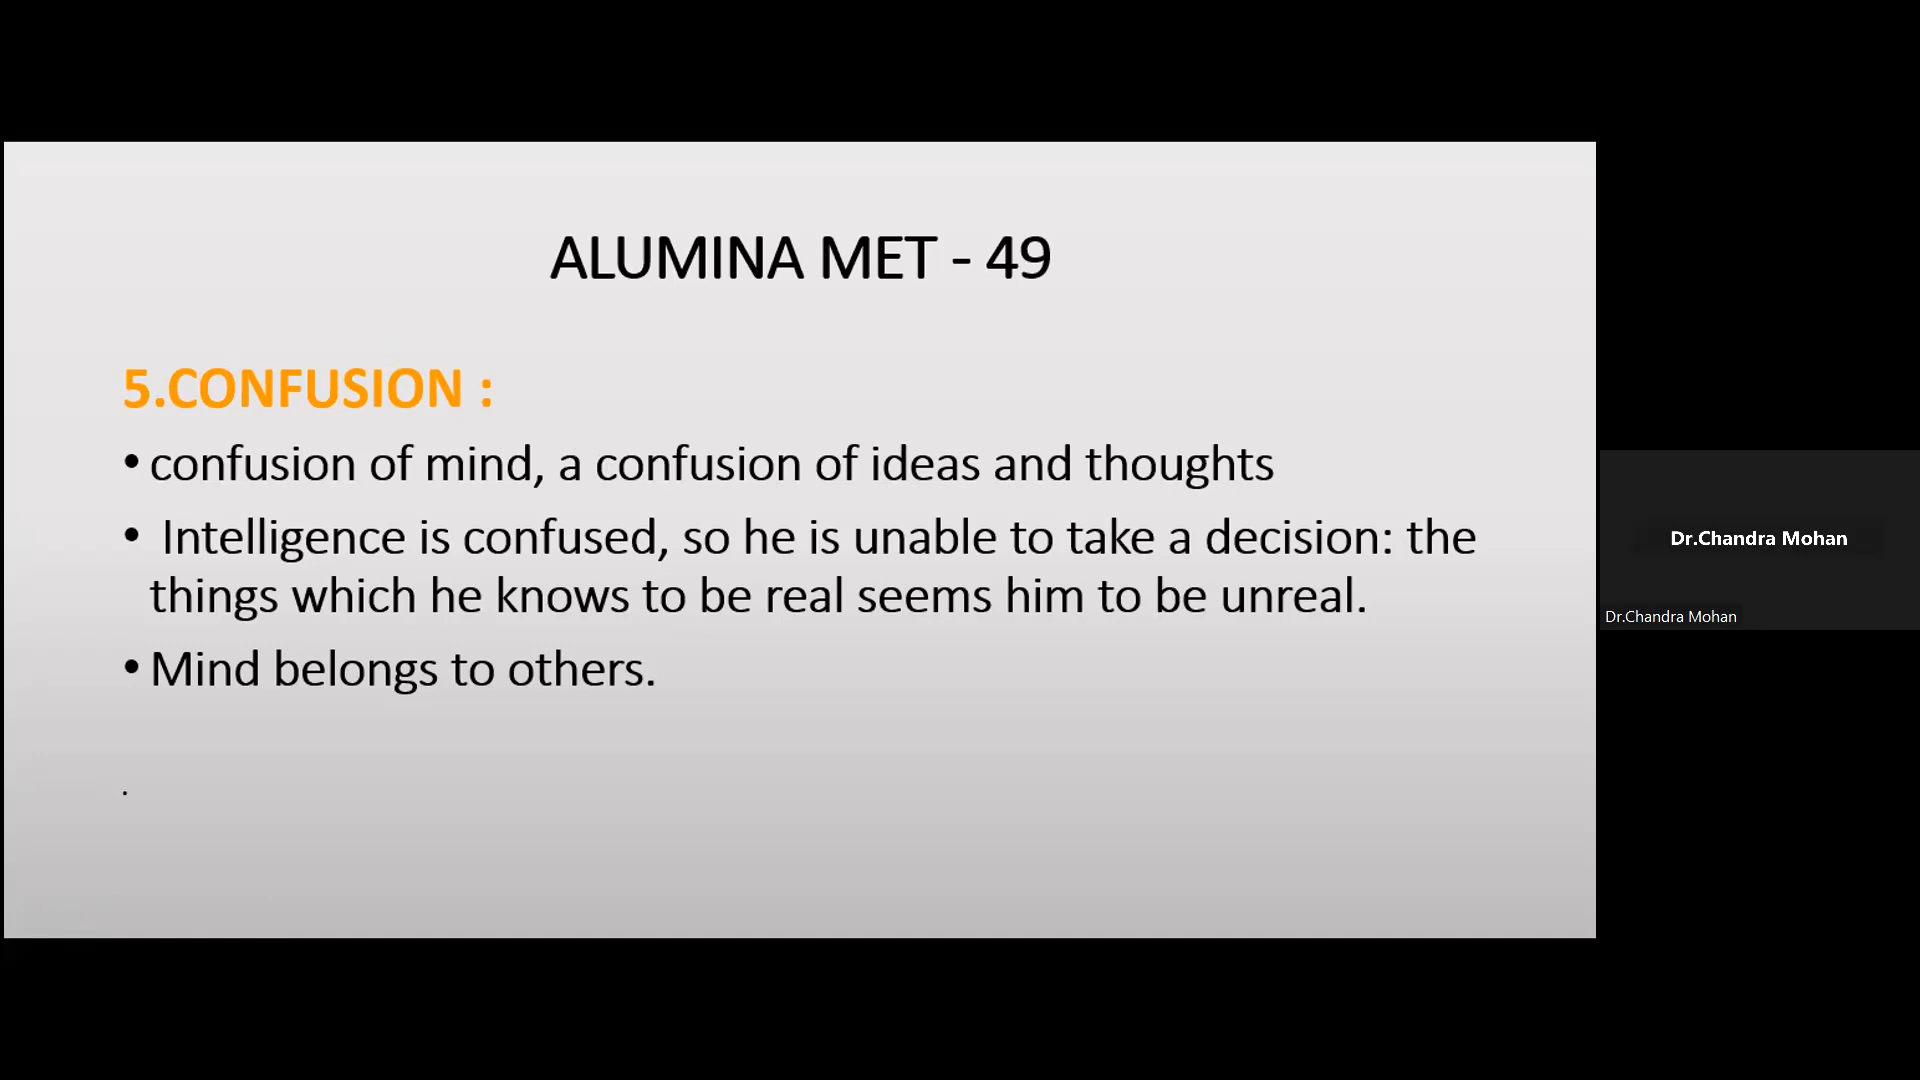 ALUMINA MET - 49
5.CONFUSION :
• confusion of mind, a confusion of ideas and thoughts
• Intelligence is confused, so he is unable to take a decision: the
things which he knows to be real seems him to be unreal.
• Mind belongs to others.
.
Dr.Chandra Mohan
Dr.Chandra Mohan